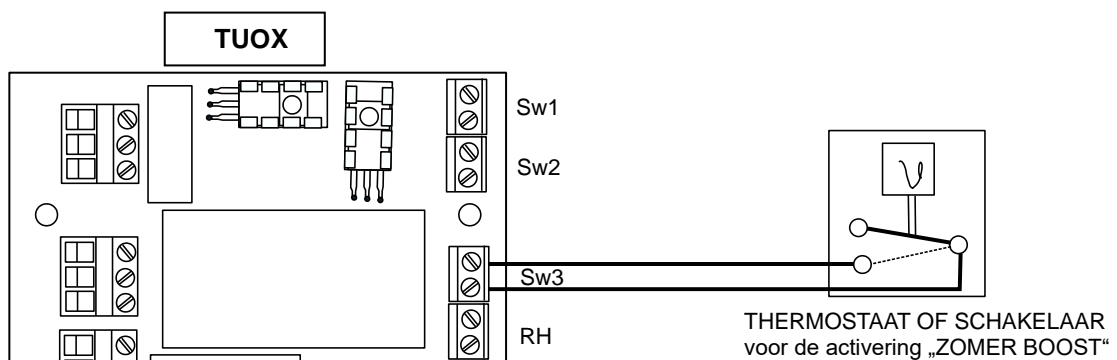 TUOX
Sw1
Sw2
Sw3
RH
THERMOSTAAT OF SCHAKELAAR
voor de activering „ZOMER BOOST“